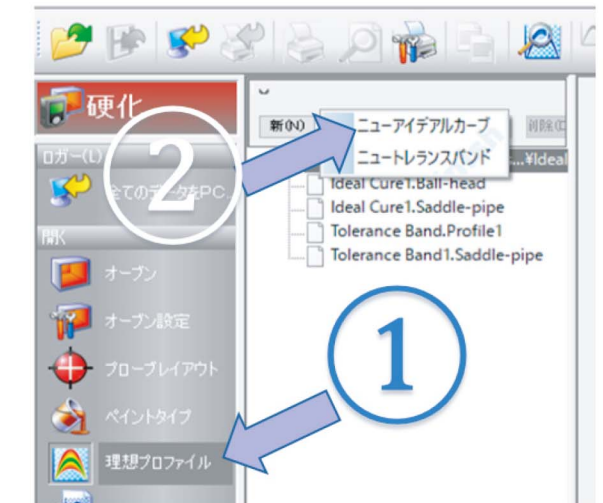 硬化
新(N)
ニューアイデアルカーブ
削除(D
ニュートレランスバンド
...¥Ideal
Ideal Cure1.Ball-head
Ideal Cure1.Saddle-pipe
Tolerance Band.Profile1
Tolerance Band1.Saddle-pipe
ロガー(L)
全てのデータをPC...
開く
オーブン
オーブン設定
プローブレイアウト
ペイントタイプ
理想プロファイル
①
②